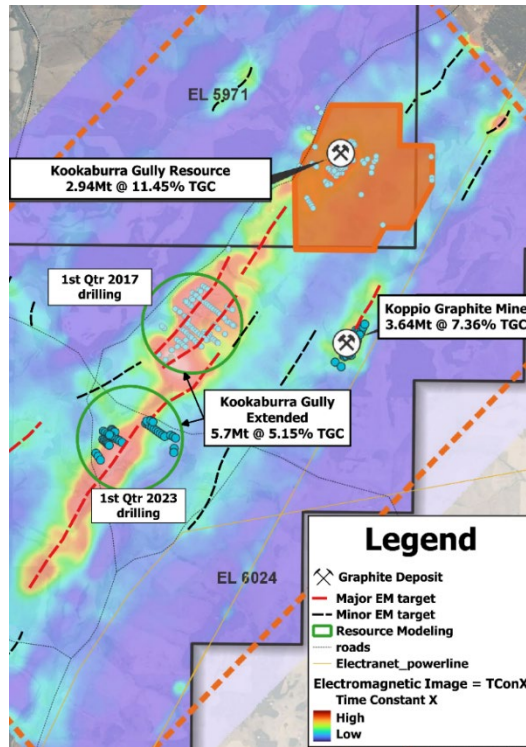 EL 5971
Kookaburra Gully Resource
2.94Mt @ 11.45% TGC
1st Qtr 2017
drilling
Koppio Graphite Mine
3.64Mt @ 7.36% TGC
Kookaburra Gully
Extended
5.7Mt @ 5.15% TGC
1st Qtr 2023
drilling
EL 6024
Legend
Graphite Deposit
Major EM target
Minor EM target
Resource Modeling
roads
Electranet_powerline
Electromagnetic Image = TConX
Time Constant X
High
Low